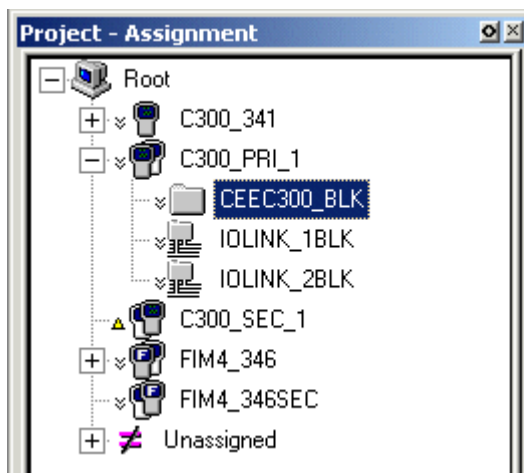 Project - Assignment
Root
C300_341
C300_PRI_1
CEEC300_BLK
IOLINK_1BLK
IOLINK_2BLK
C300_SEC_1
FIM4_346
FIM4_346SEC
Unassigned